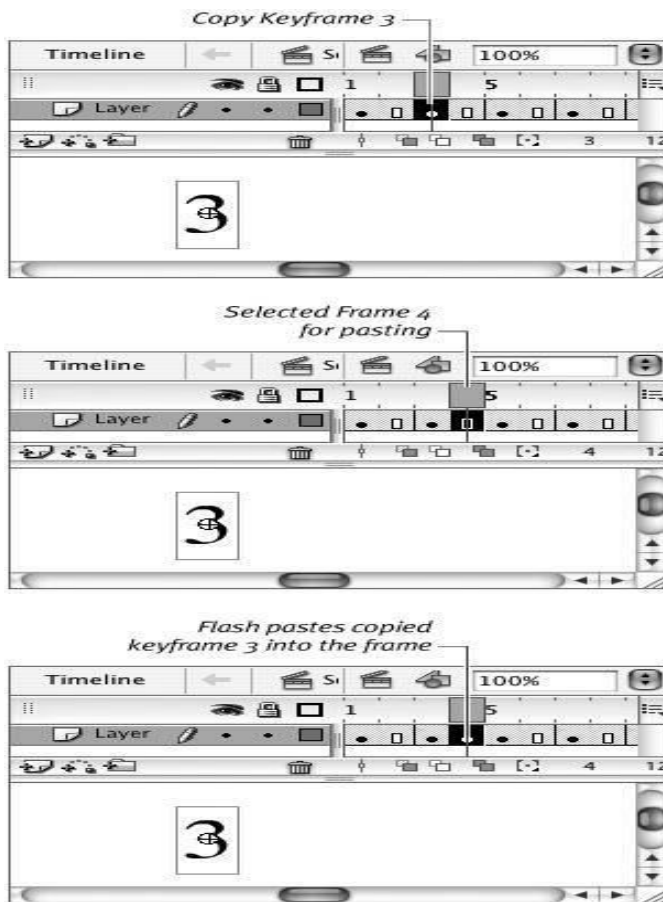 Copy Keyframe 3
Timeline 100%
1 5
Layer
3 12
3
Selected Frame 4
for pasting
Timeline 100%
1 5
Layer
4 12
3
Flash pastes copied
keyframe 3 into the frame
Timeline 100%
1 5
Layer
4 12
3